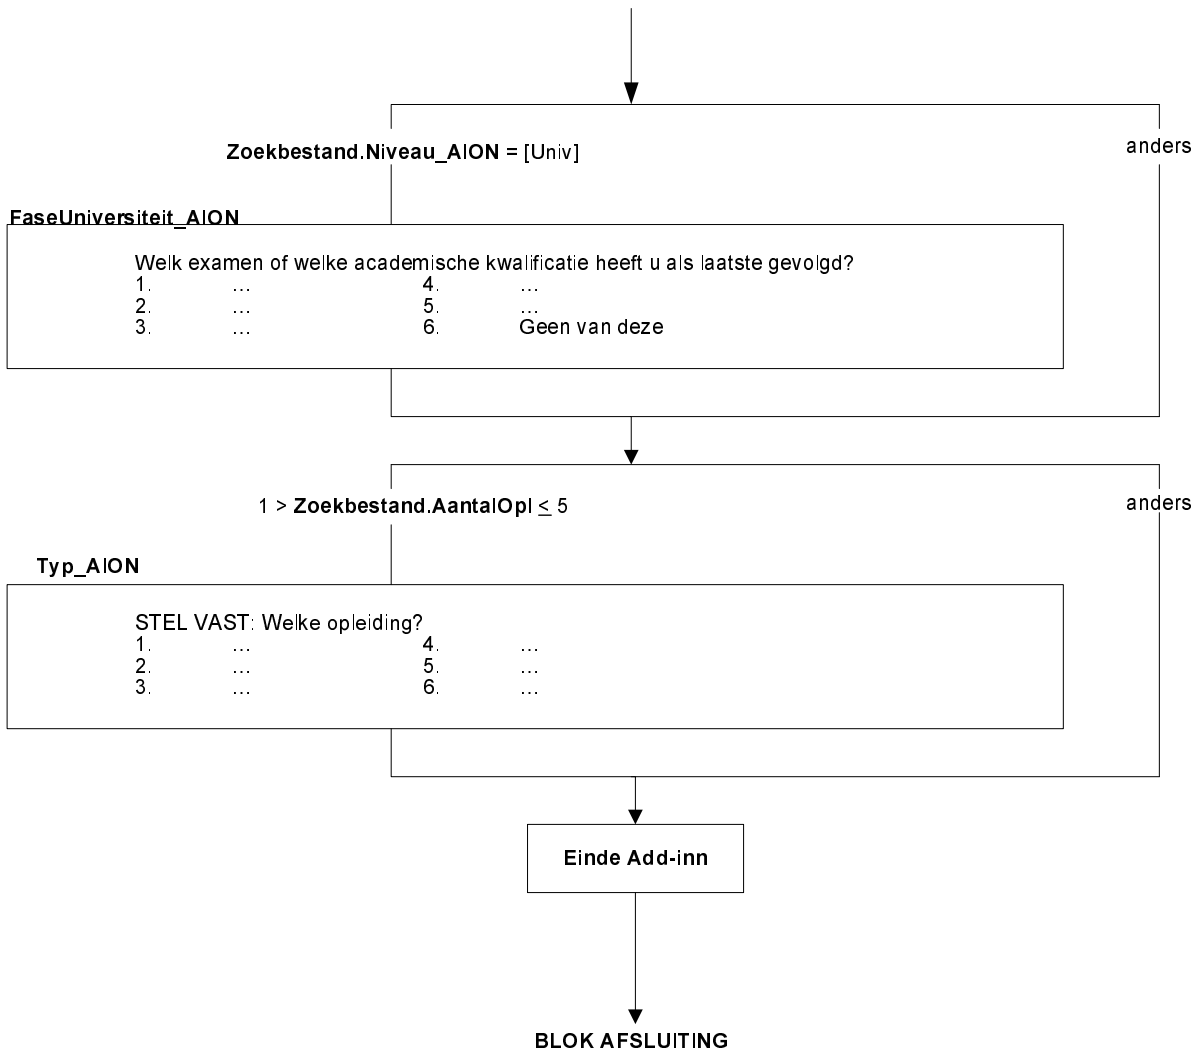 Zoekbestand.Niveau_AION = [Univ]
anders
FaseUniversiteit_AION
Welk examen of welke academische kwalificatie heeft u als laatste gevolgd?
1. ... 4. ...
2. ... 5. ...
3. ... 6. Geen van deze
1 > Zoekbestand.AantalOpl ≤ 5
anders
Typ_AION
STEL VAST: Welke opleiding?
1. ... 4. ...
2. ... 5. ...
3. ... 6. ...
Einde Add-inn
BLOK AFSLUITING